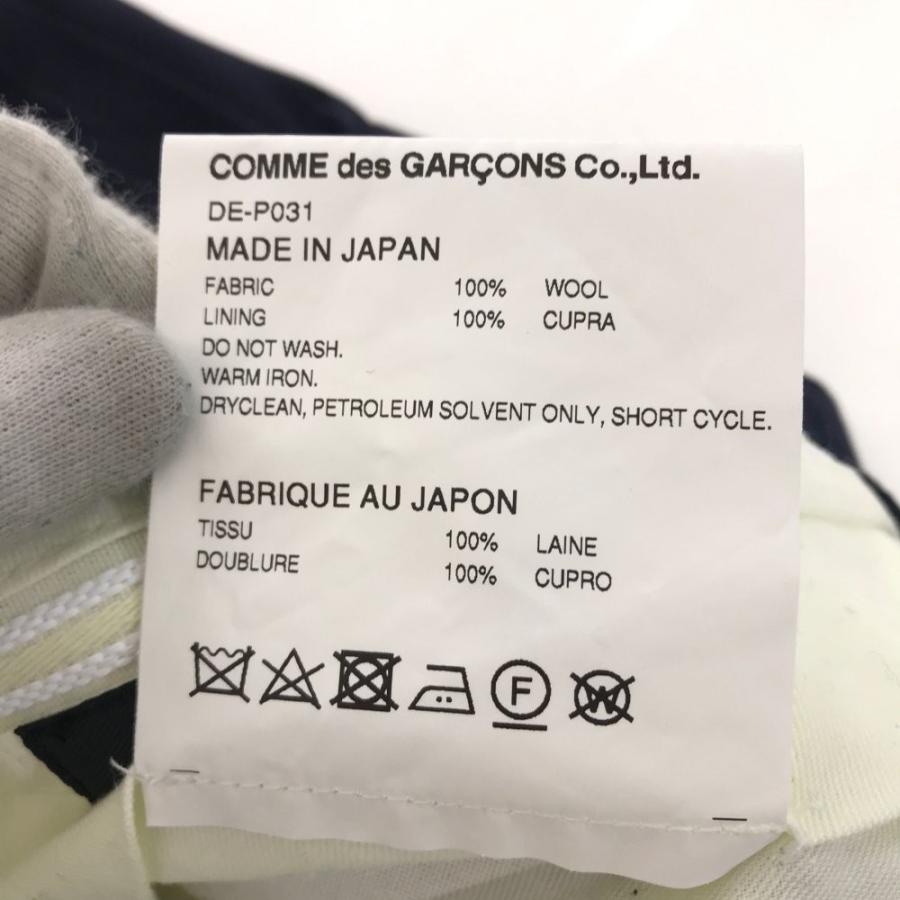 COMME des GARÇONS Co.,Ltd.
DE-P031
MADE IN JAPAN
FABRIC 100% WOOL
LINING 100% CUPRA
DO NOT WASH.
WARM IRON.
DRYCLEAN, PETROLEUM SOLVENT ONLY, SHORT CYCLE.
FABRIQUE AU JAPON
TISSU 100% LAINE
DOUBLURE 100% CUPRO
F W